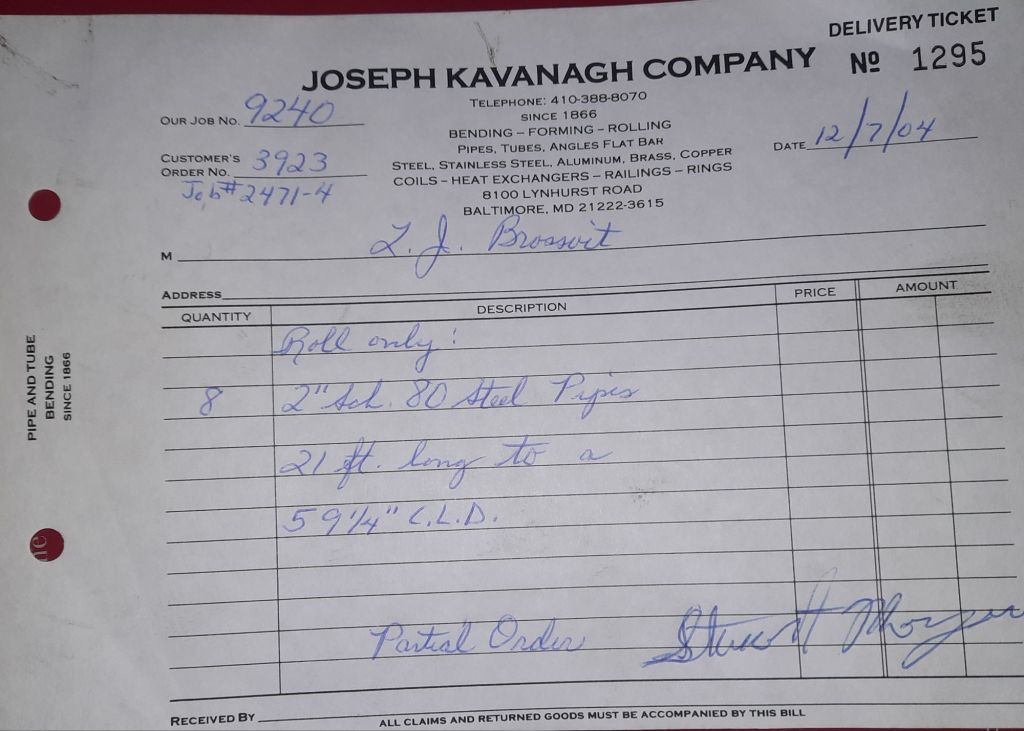 DELIVERY TICKET
Nº 1295
JOSEPH KAVANAGH COMPANY
TELEPHONE: 410-388-8070
SINCE 1866
BENDING – FORMING – ROLLING
PIPES, TUBES, ANGLES FLAT BAR
STEEL, STAINLESS STEEL, ALUMINUM, BRASS, COPPER
COILS – HEAT EXCHANGERS – RAILINGS – RINGS
8100 LYNHURST ROAD
BALTIMORE, MD 21222-3615
OUR JOB NO. 9240
CUSTOMER'S
ORDER NO. 3923
Job# 2471-4
DATE 12/7/04
M L. J. Brossoit
ADDRESS
QUANTITY DESCRIPTION PRICE AMOUNT
Roll only:
8 2" Sch. 80 Steel Pipes
21 ft. long to a
59 1/4" C.L.D.
Partial Order Stuart
RECEIVED BY
ALL CLAIMS AND RETURNED GOODS MUST BE ACCOMPANIED BY THIS BILL
PIPE AND TUBE
BENDING
SINCE 1866